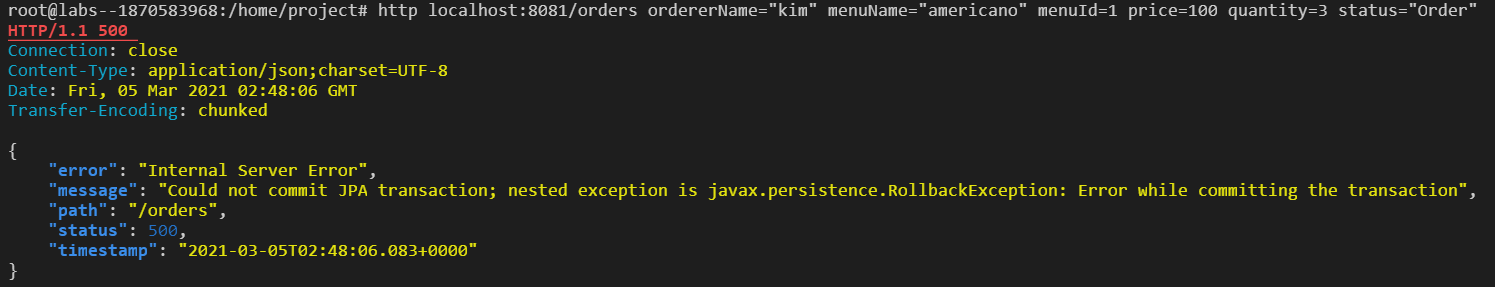 root@labs--1870583968:/home/project# http localhost:8081/orders ordererName="kim" menuName="americano" menuId=1 price=100 quantity=3 status="Order"
HTTP/1.1 500
Connection: close
Content-Type: application/json;charset=UTF-8
Date: Fri, 05 Mar 2021 02:48:06 GMT
Transfer-Encoding: chunked

{
    "error": "Internal Server Error",
    "message": "Could not commit JPA transaction; nested exception is javax.persistence.RollbackException: Error while committing the transaction",
    "path": "/orders",
    "status": 500,
    "timestamp": "2021-03-05T02:48:06.083+0000"
}